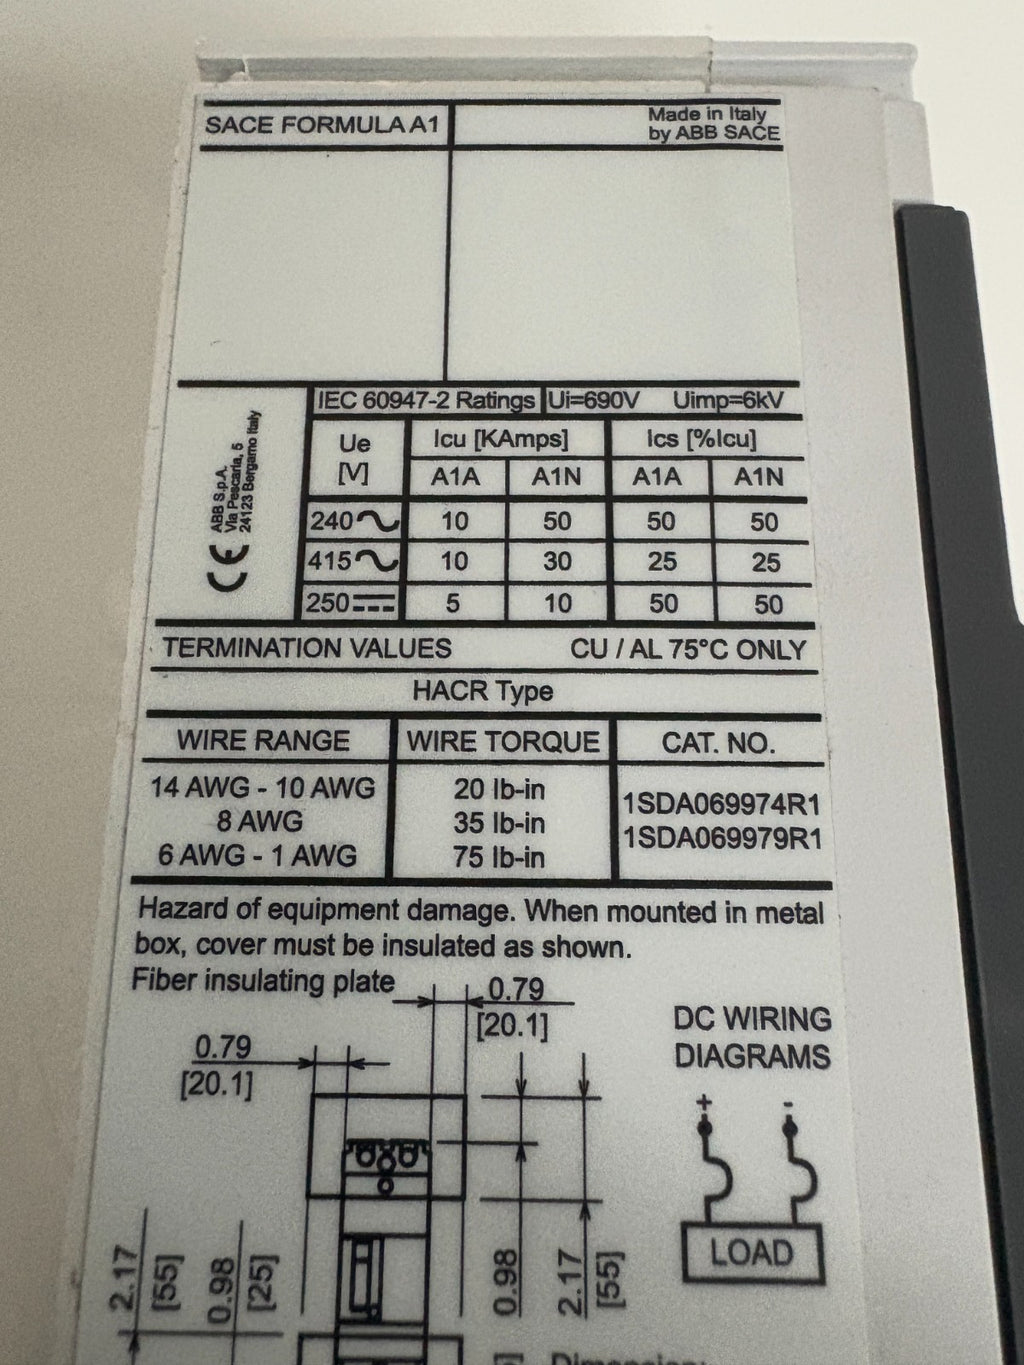 SACE FORMULA A1
Made in Italy
by ABB SACE
ABB S.p.A.
Via Pescaria, 5
24123 Bergamo Italy
CE
IEC 60947-2 Ratings Ui=690V Uimp=6kV
Ue [V] Icu [KAmps] Ics [%Icu]
A1A A1N A1A A1N
240 10 50 50 50
415 10 30 25 25
250 5 10 50 50
TERMINATION VALUES CU / AL 75°C ONLY
HACR Type
WIRE RANGE WIRE TORQUE CAT. NO.
14 AWG - 10 AWG 20 lb-in 1SDA069974R1
8 AWG 35 lb-in 1SDA069979R1
6 AWG - 1 AWG 75 lb-in
Hazard of equipment damage. When mounted in metal
box, cover must be insulated as shown.
Fiber insulating plate
0.79
[20.1]
0.79
[20.1]
DC WIRING
DIAGRAMS
+ -
LOAD
2.17
[55]
0.98
[25]
0.98
2.17
[55]